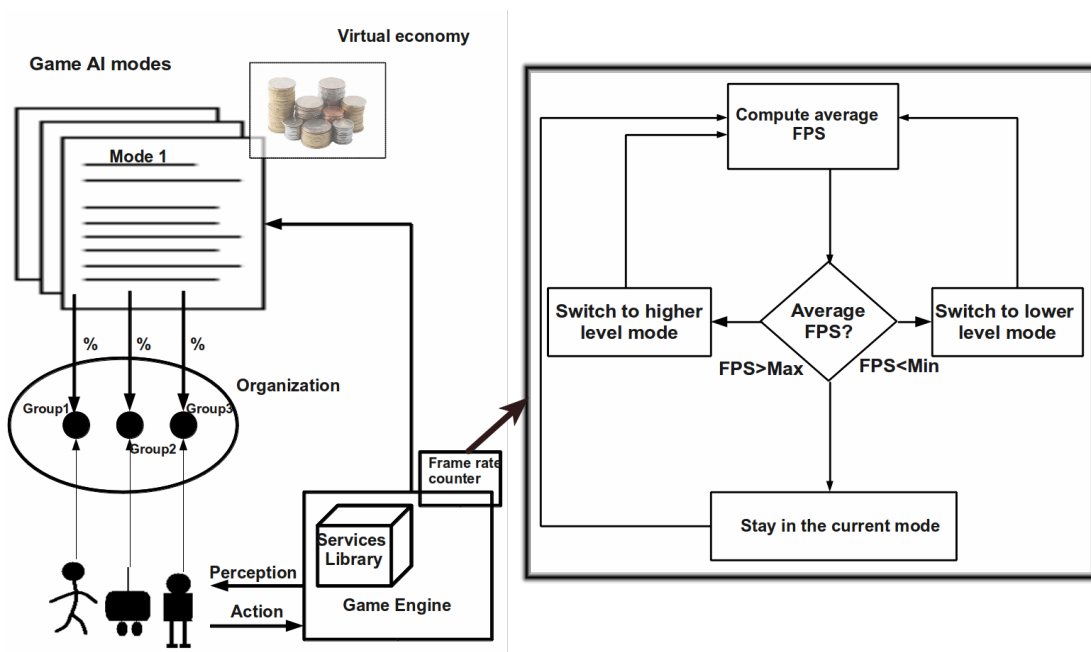 Virtual economy
Game AI modes
Mode 1
%
%
%
Organization
Group1
Group3
Group2
Frame rate
counter
Services
Library
Perception
Game Engine
Action
Compute average
FPS
Switch to higher
level mode
Average
FPS?
Switch to lower
level mode
FPS>Max
FPS<Min
Stay in the current mode